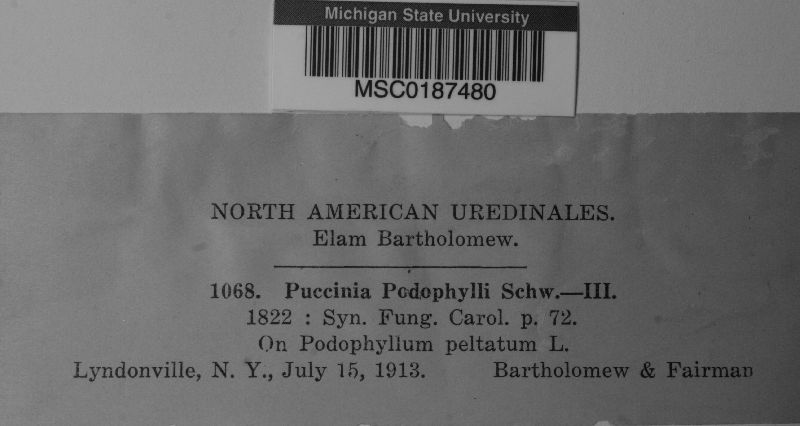 Michigan State University
MSC0187480
NORTH AMERICAN UREDINALES.
Elam Bartholomew.
1068. Puccinia Podophylli Schw.—III.
1822 : Syn. Fung. Carol. p. 72.
On Podophyllum peltatum L.
Lyndonville, N. Y., July 15, 1913. Bartholomew & Fairman